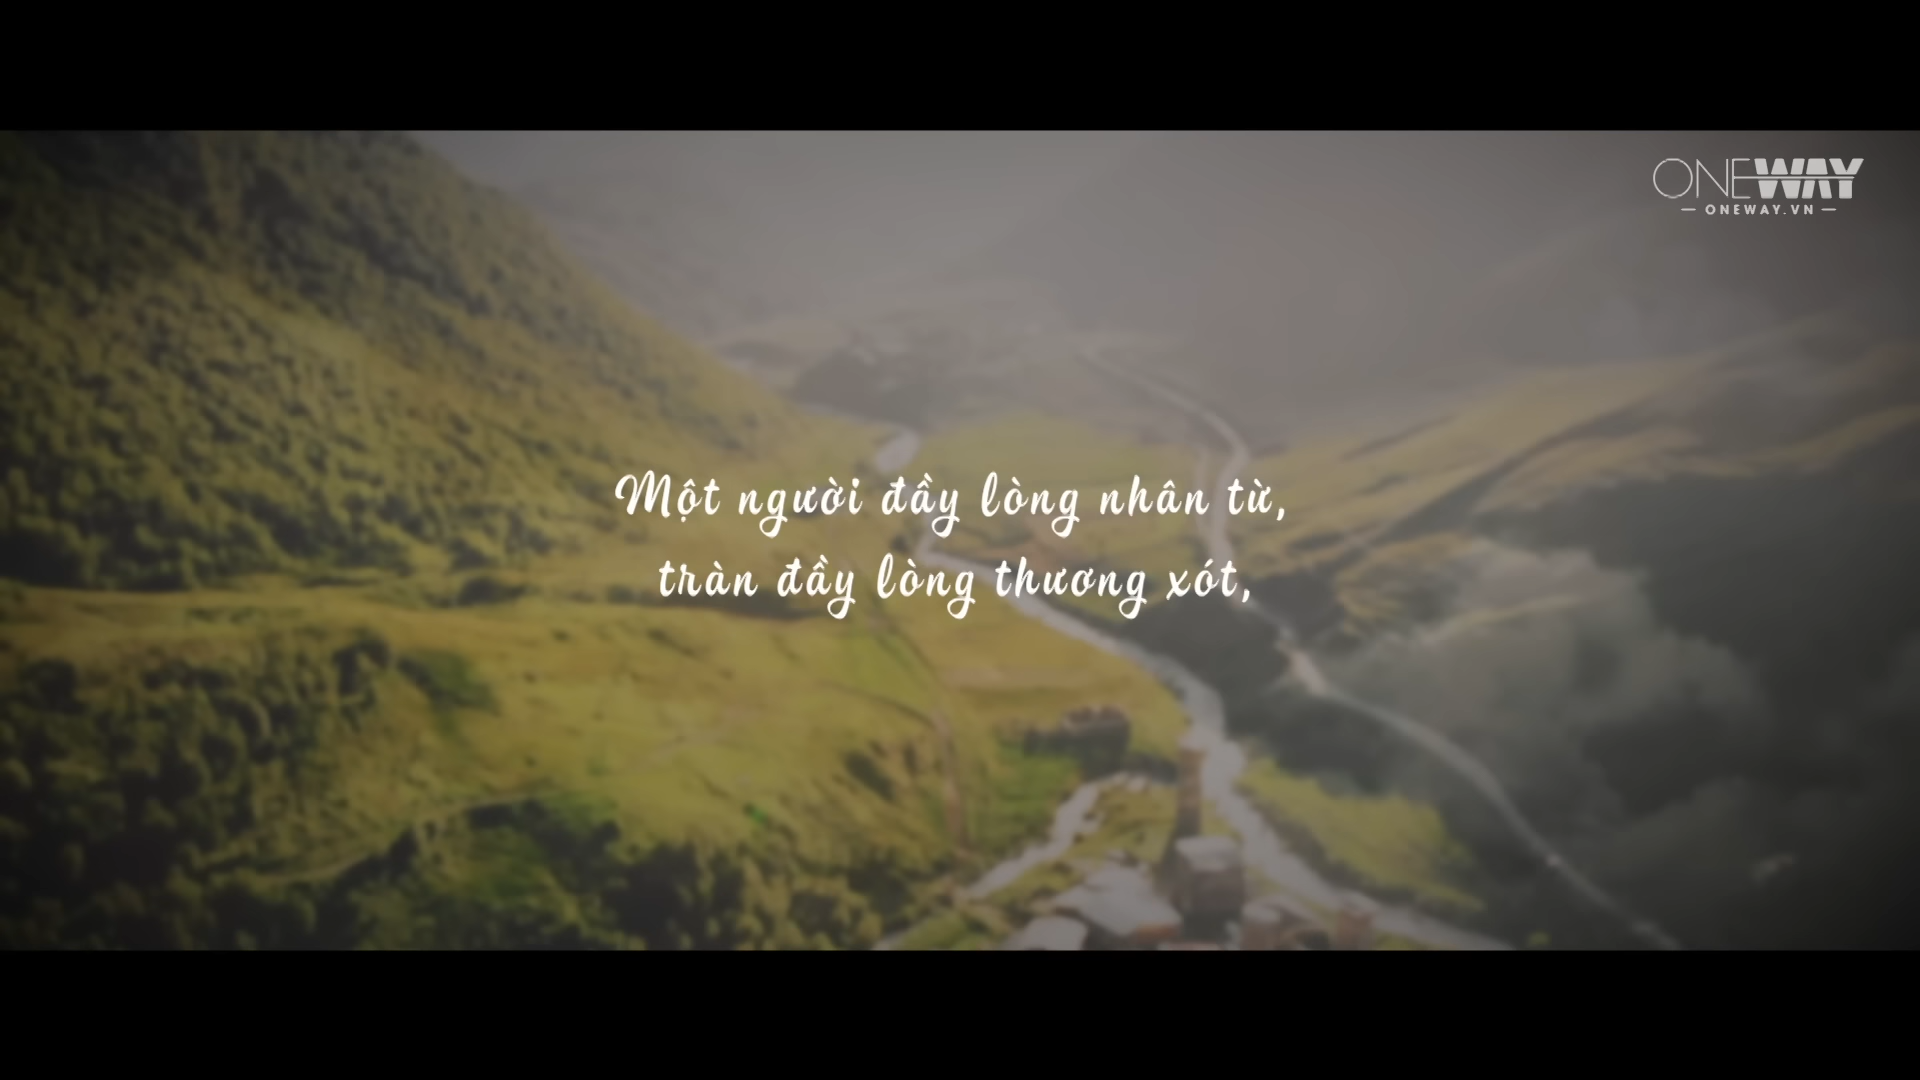 ONEWAY
— ONEWAY.VN —
Một người đầy lòng nhân từ,
tràn đầy lòng thương xót,